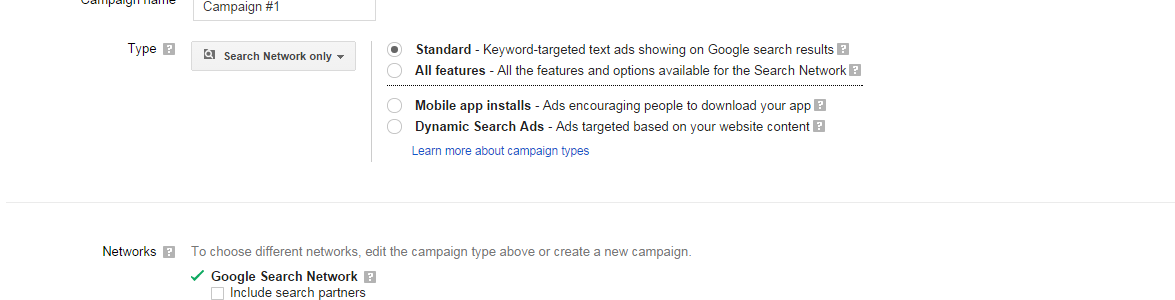 Campaign name
Campaign #1
Type ?
Search Network only
Standard - Keyword-targeted text ads showing on Google search results ?
All features - All the features and options available for the Search Network ?
Mobile app installs - Ads encouraging people to download your app ?
Dynamic Search Ads - Ads targeted based on your website content ?
Learn more about campaign types
Networks ? To choose different networks, edit the campaign type above or create a new campaign.
Google Search Network ?
Include search partners